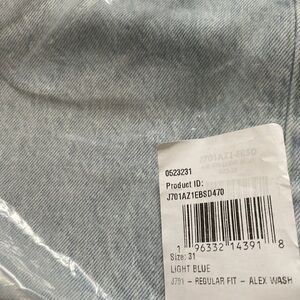 0523231
Product ID:
J701AZ1EBSD470
1 96332 14391 8
Size: 31
LIGHT BLUE
J701 - REGULAR FIT - ALEX WASH